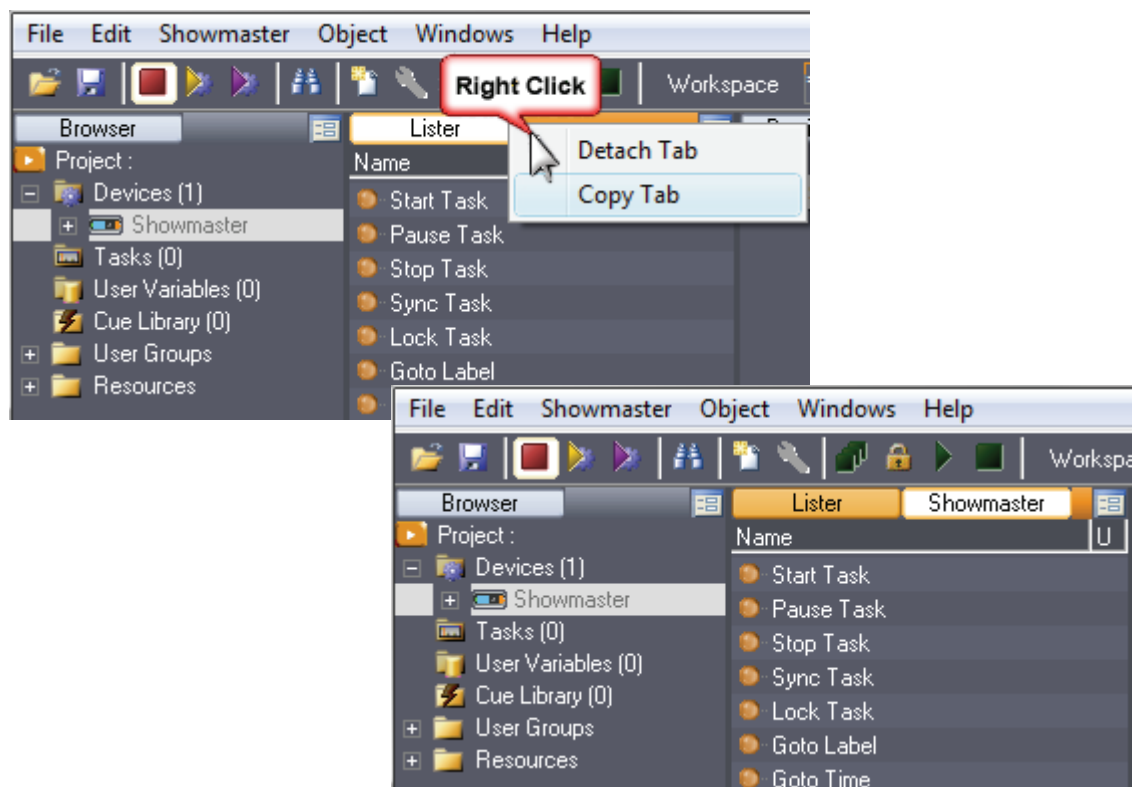 File Edit Showmaster Object Windows Help
Right Click
Workspace
Browser
Lister
Detach Tab
Copy Tab
Project :
Name
Devices (1)
Start Task
Showmaster
Pause Task
Tasks (0)
Stop Task
User Variables (0)
Sync Task
Cue Library (0)
Lock Task
User Groups
Goto Label
Resources
File Edit Showmaster Object Windows Help
Workspa
Browser
Lister Showmaster
Project :
Name U
Devices (1)
Start Task
Showmaster
Pause Task
Tasks (0)
Stop Task
User Variables (0)
Sync Task
Cue Library (0)
Lock Task
User Groups
Goto Label
Resources
Goto Time